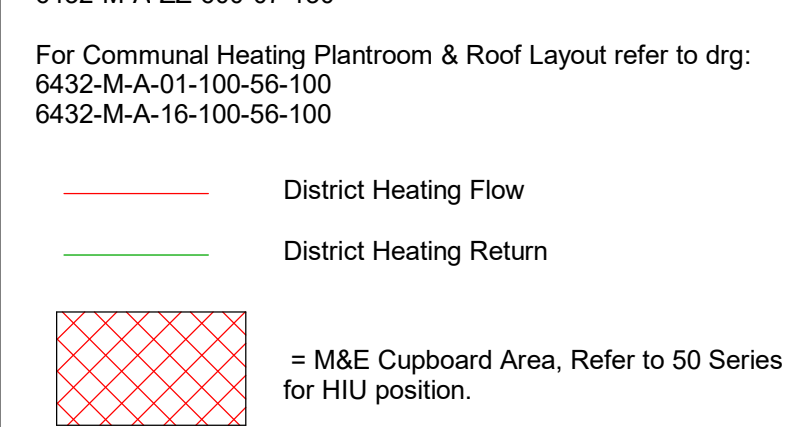 For Communal Heating Plantroom & Roof Layout refer to drg:
6432-M-A-01-100-56-100
6432-M-A-16-100-56-100
District Heating Flow
District Heating Return
= M&E Cupboard Area, Refer to 50 Series
for HIU position.